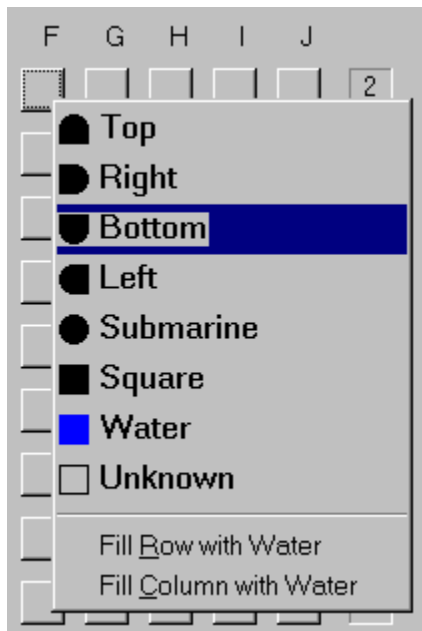 F G H I J
2
Top
Right
Bottom
Left
Submarine
Square
Water
Unknown
Fill Row with Water
Fill Column with Water